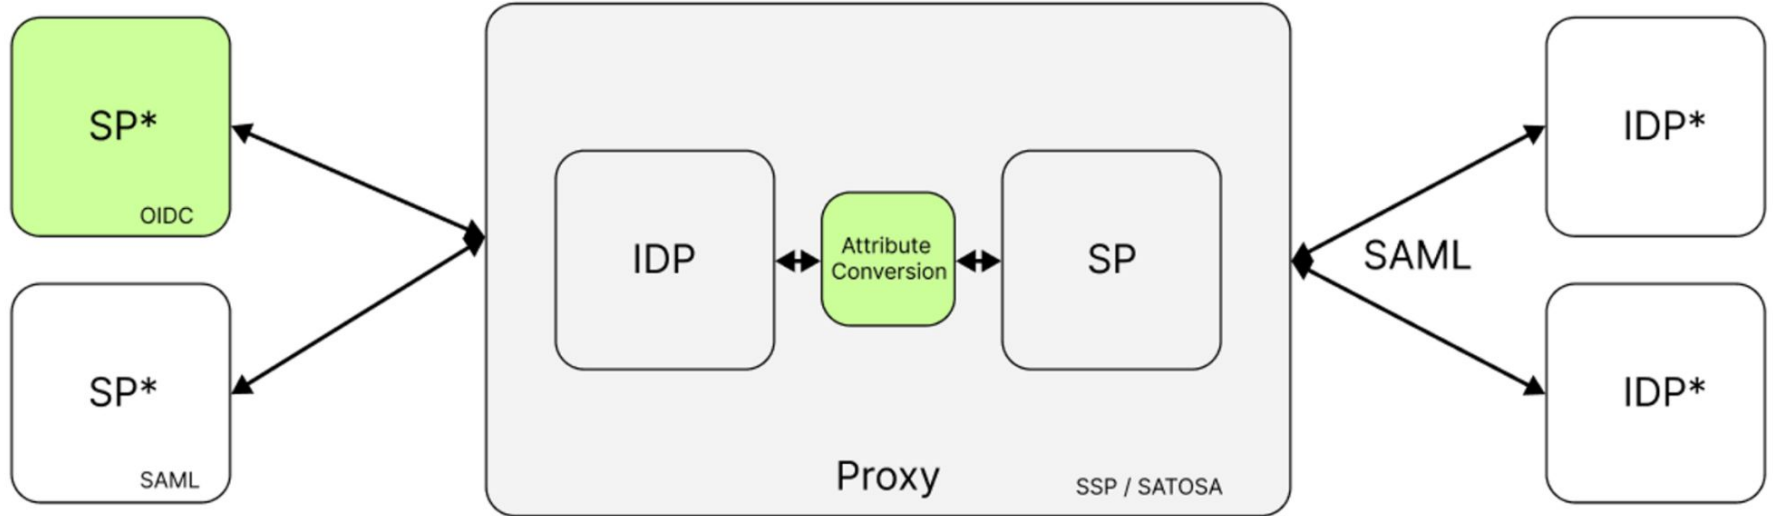 SP*
OIDC
SP*
SAML
IDP
Attribute
Conversion
SP
Proxy
SSP / SATOSA
SAML
IDP*
IDP*